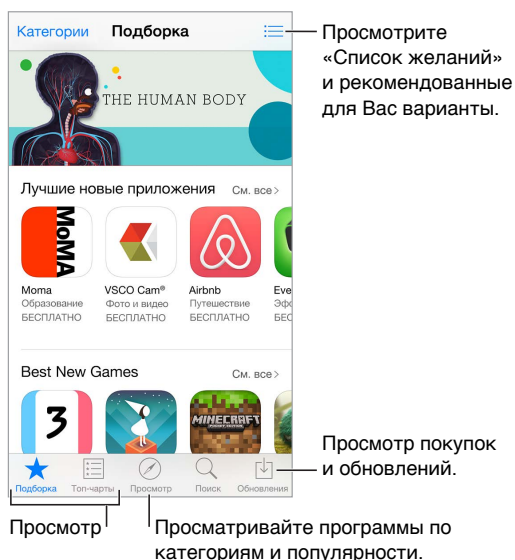 Категории
Подборка
Просмотрите
«Список желаний»
и рекомендованные
для Вас варианты.
THE HUMAN BODY
Лучшие новые приложения
См. все >
MoMA
Moma
Образование
БЕСПЛАТНО
VSCO Cam®
Фото и видео
БЕСПЛАТНО
Airbnb
Путешествие
БЕСПЛАТНО
Eve
Эфф
БЕС
Best New Games
См. все >
3
MINECRAFT
Просмотр покупок
и обновлений.
Подборка
Топ-чарты
Просмотр
Поиск
Обновления
Просмотр
Просматривайте программы по
категориям и популярности.